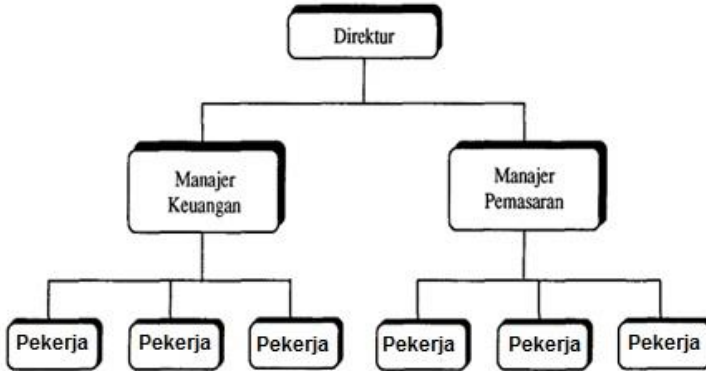 Direktur
Manajer
Keuangan
Manajer
Pemasaran
Pekerja
Pekerja
Pekerja
Pekerja
Pekerja
Pekerja